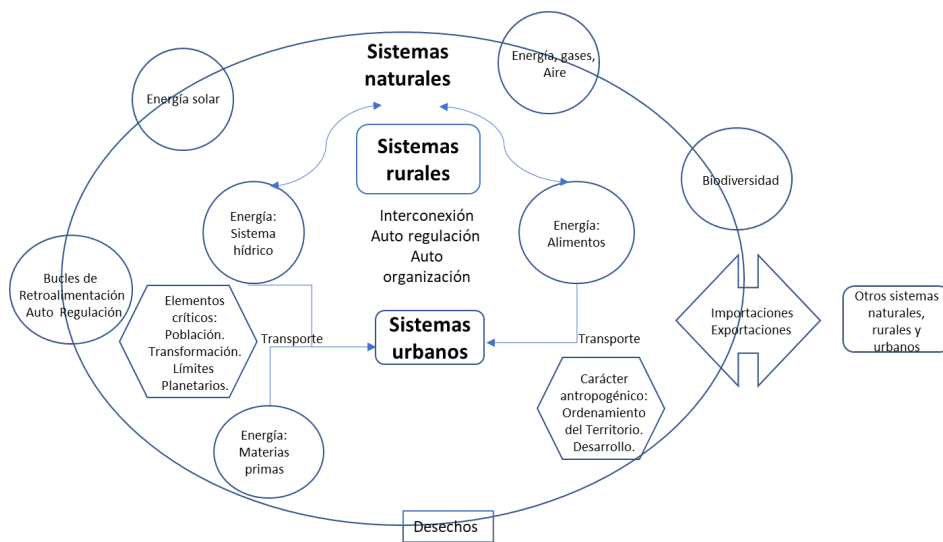 Sistemas
naturales
Energía, gases,
Aire
Energía solar
Sistemas
rurales
Biodiversidad
Energía:
Sistema
hídrico
Interconexión
Auto regulación
Auto
organización
Energía:
Alimentos
Bucles de
Retroalimentación
Auto Regulación
Elementos
críticos:
Población.
Transformación.
Límites
Planetarios.
Transporte
Sistemas
urbanos
Transporte
Importaciones
Exportaciones
Otros sistemas
naturales,
rurales y
urbanos
Carácter
antropogénico:
Ordenamiento
del Territorio.
Desarrollo.
Energía:
Materias
primas
Desechos